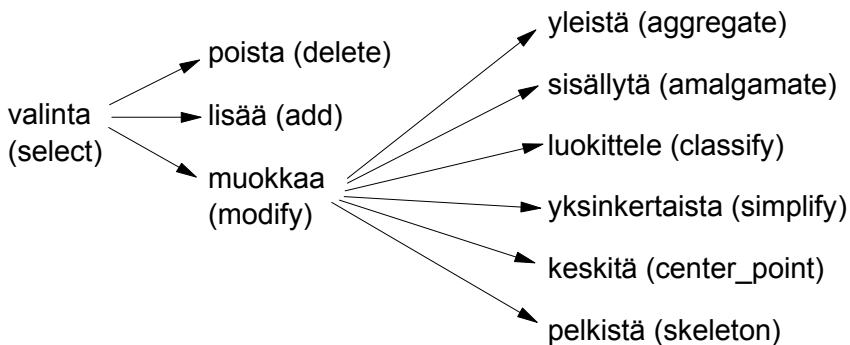 valinta
(select)
poista (delete)
lisää (add)
muokkaa
(modify)
yleistä (aggregate)
sisällytä (amalgamate)
luokittele (classify)
yksinkertaista (simplify)
keskitä (center_point)
pelkistä (skeleton)